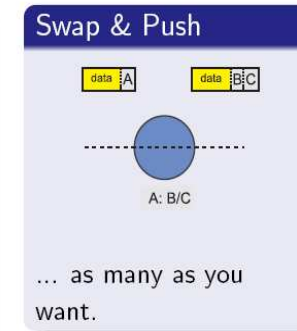 Swap & Push
data A data B C
A: B/C
... as many as you
want.